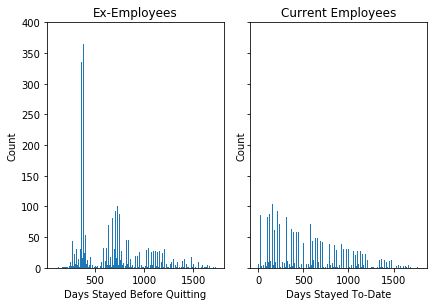 Ex-Employees
Current Employees
400
350
300
250
200
150
100
50
0
Count
Count
500
1000
1500
0
500
1000
1500
Days Stayed Before Quitting
Days Stayed To-Date